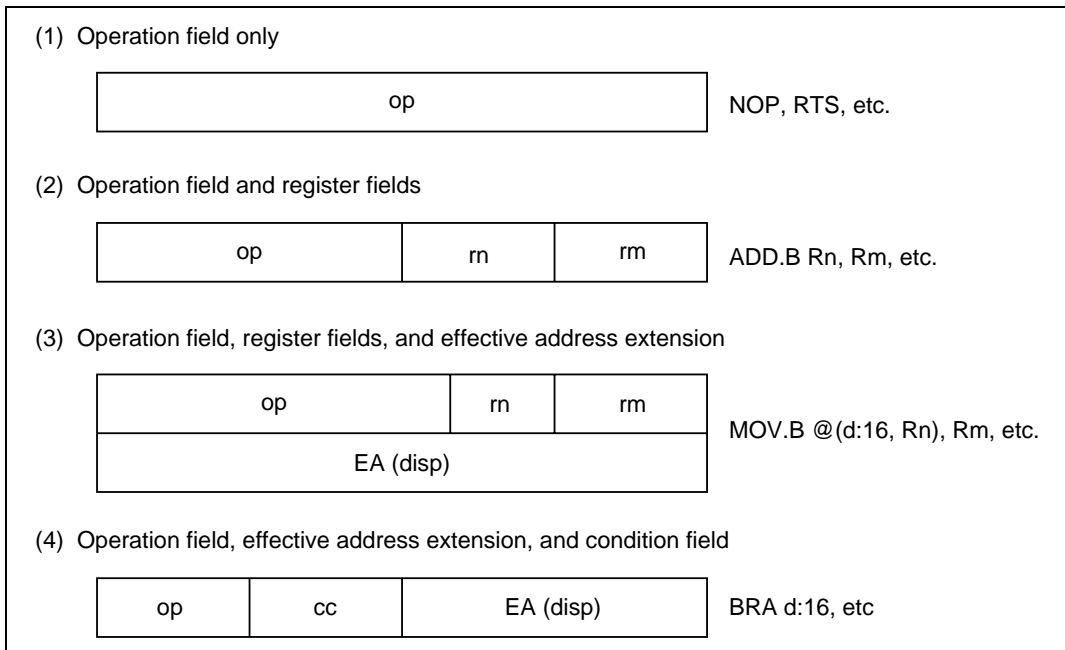 (1) Operation field only
op
NOP, RTS, etc.
(2) Operation field and register fields
op rn rm
ADD.B Rn, Rm, etc.
(3) Operation field, register fields, and effective address extension
op rn rm
EA (disp)
MOV.B @(d:16, Rn), Rm, etc.
(4) Operation field, effective address extension, and condition field
op cc EA (disp)
BRA d:16, etc